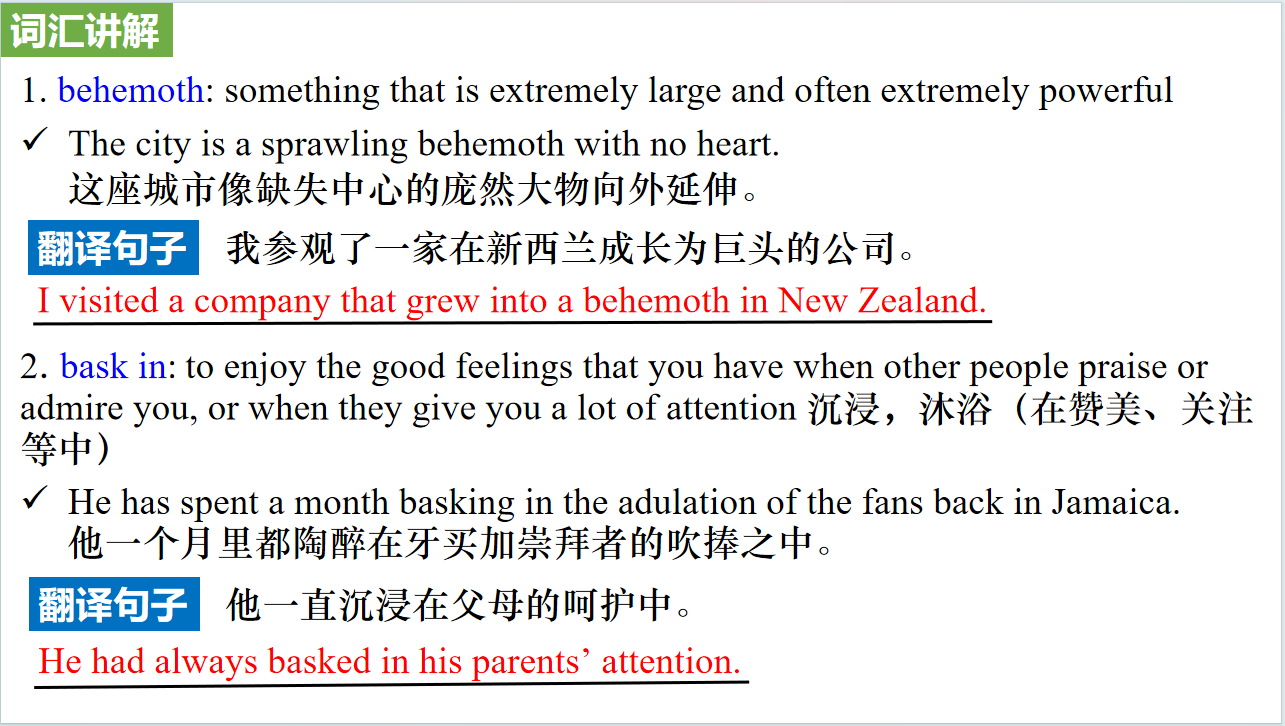 词汇讲解
1. behemoth: something that is extremely large and often extremely powerful
✓ The city is a sprawling behemoth with no heart.
这座城市像缺失中心的庞然大物向外延伸。
翻译句子 我参观了一家在新西兰成长为巨头的公司。
I visited a company that grew into a behemoth in New Zealand.
2. bask in: to enjoy the good feelings that you have when other people praise or
admire you, or when they give you a lot of attention 沉浸，沐浴（在赞美、关注
等中）
✓ He has spent a month basking in the adulation of the fans back in Jamaica.
他一个月里都陶醉在牙买加崇拜者的吹捧之中。
翻译句子 他一直沉浸在父母的呵护中。
He had always basked in his parents’ attention.